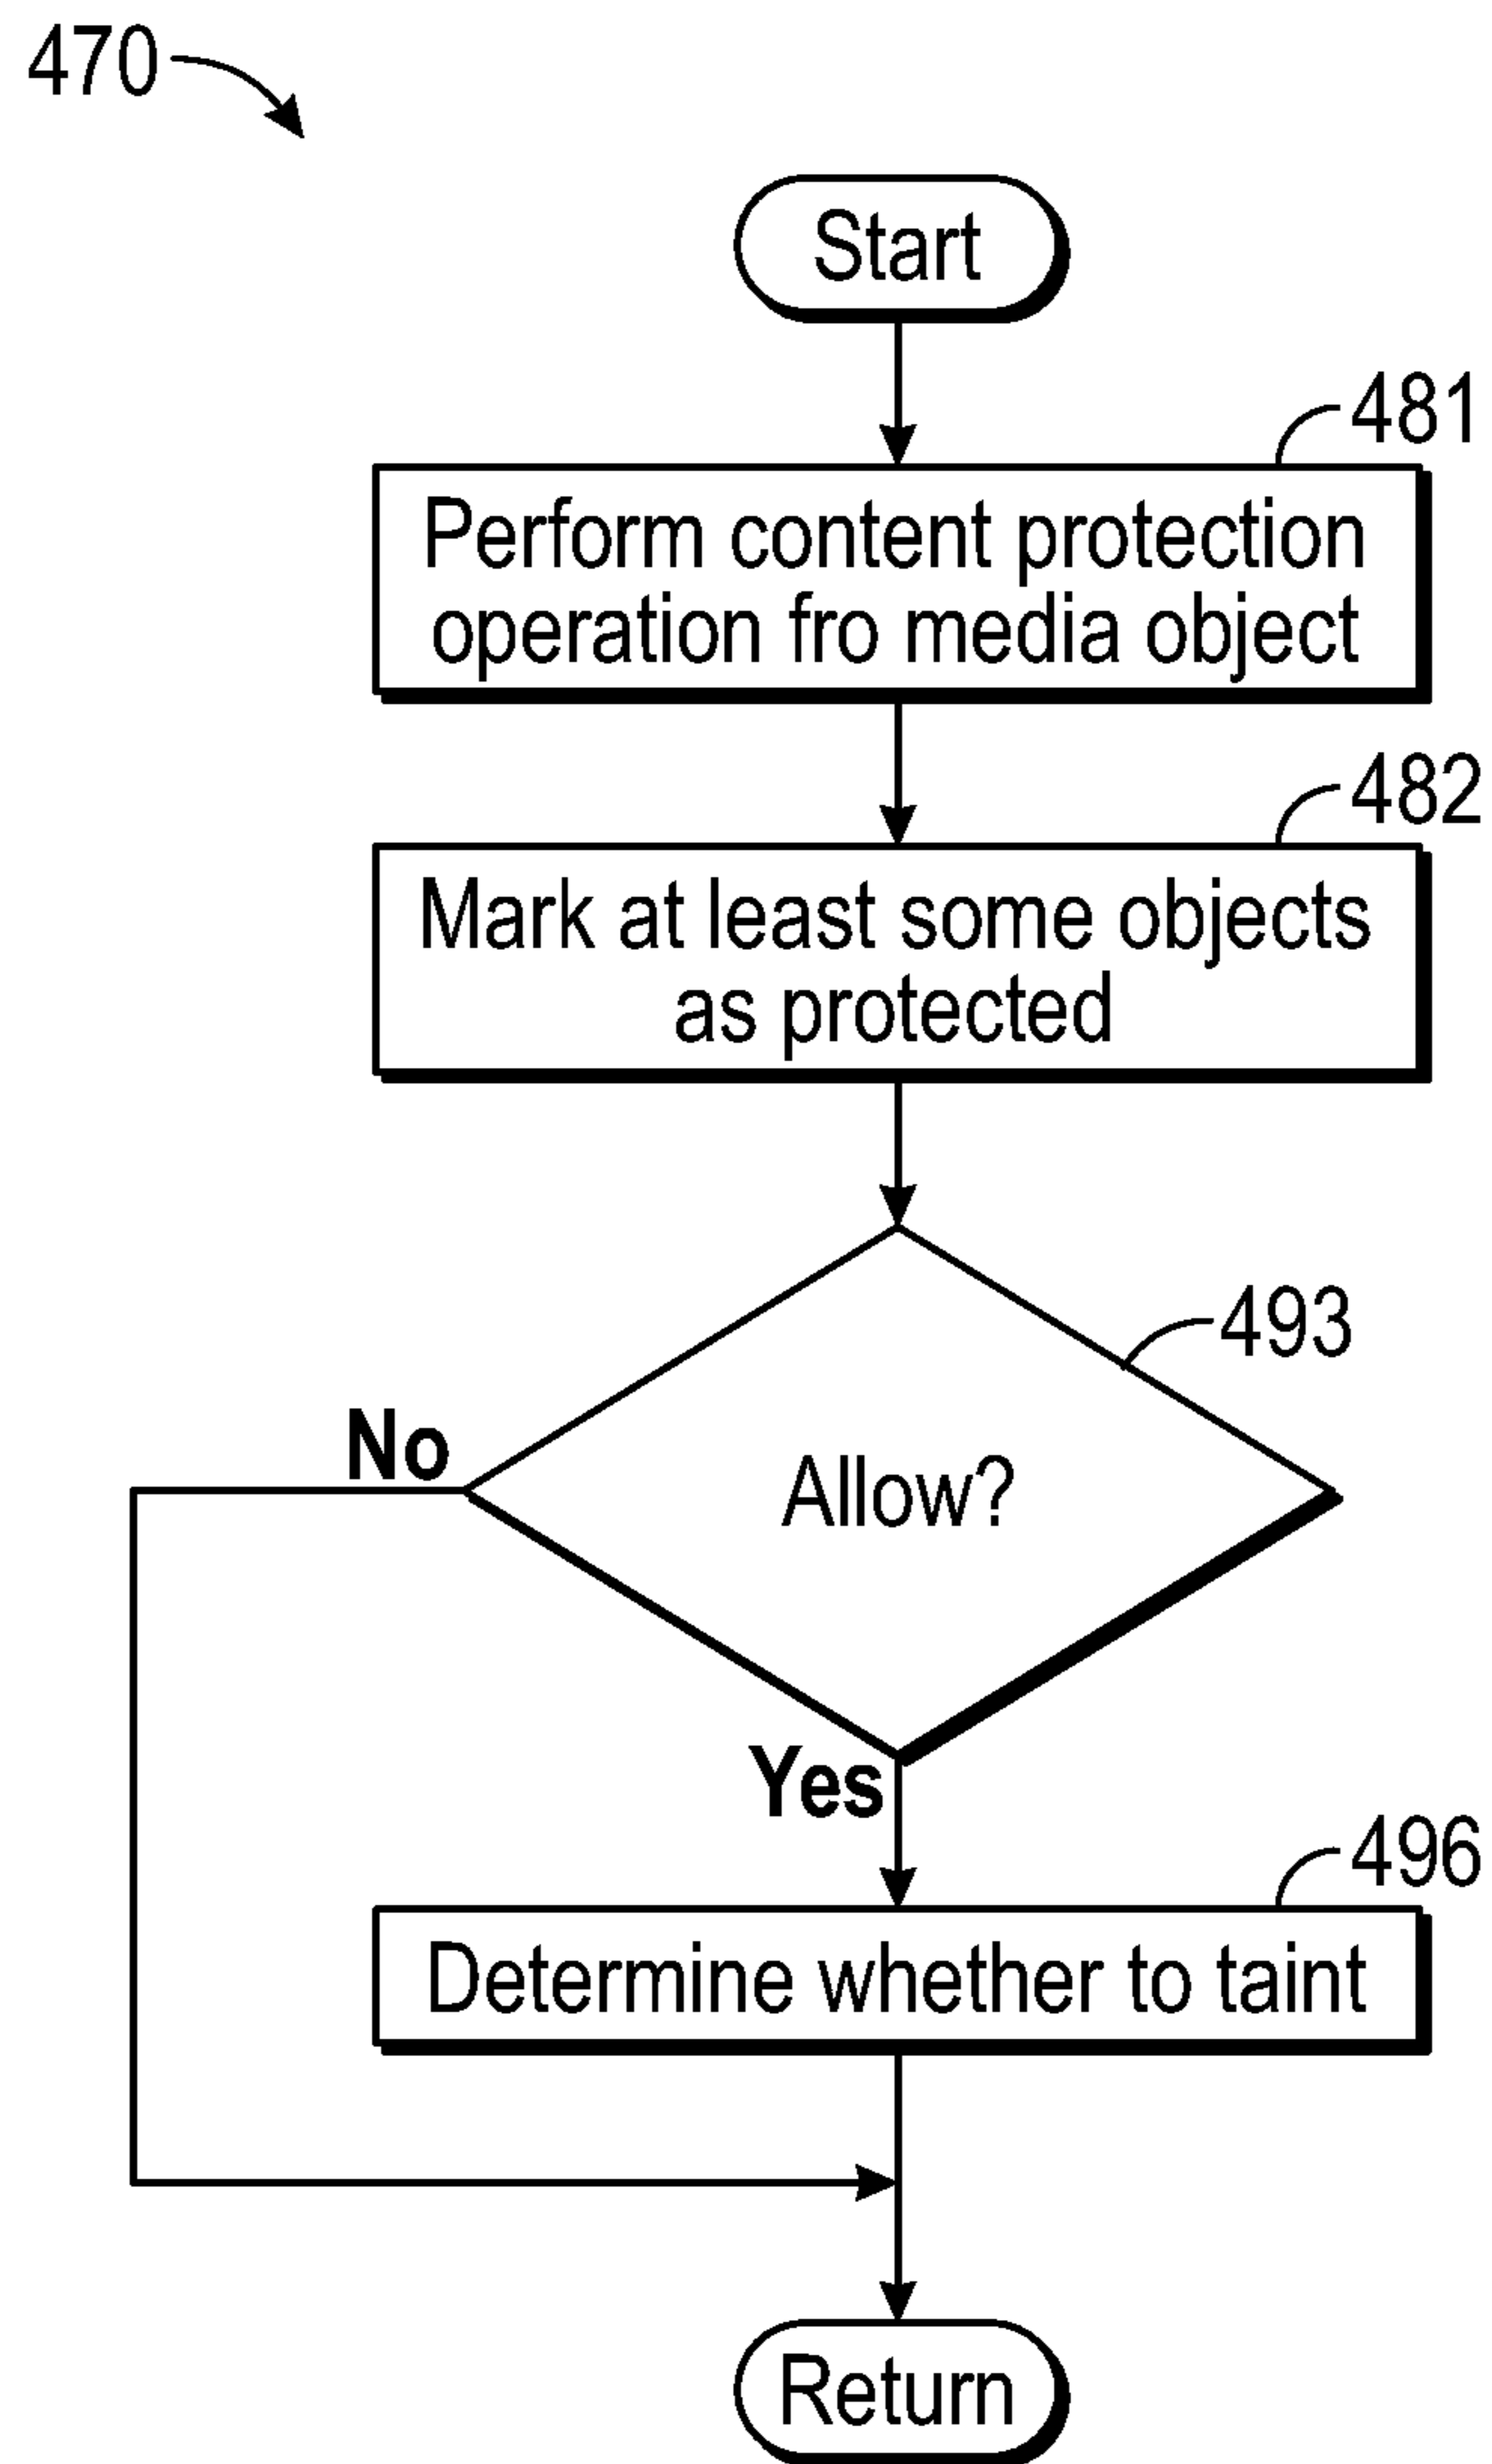 470
Start
481
Perform content protection
operation fro media object
482
Mark at least some objects
as protected
493
Allow?
No
Yes
496
Determine whether to taint
Return